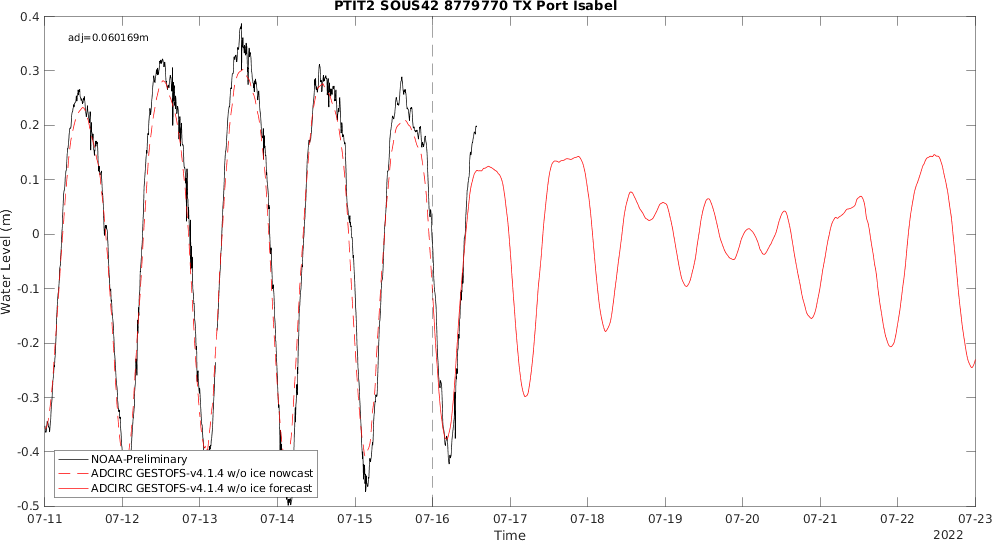 PTIT2 SOUS42 8779770 TX Port Isabel
adj=0.060169m
0.4
0.3
0.2
0.1
0
-0.1
-0.2
-0.3
-0.4
-0.5
Water Level (m)
NOAA-Preliminary
ADCIRC GESTOFS-v4.1.4 w/o ice nowcast
ADCIRC GESTOFS-v4.1.4 w/o ice forecast
07-11 07-12 07-13 07-14 07-15 07-16 07-17 07-18 07-19 07-20 07-21 07-22 07-23
Time
2022